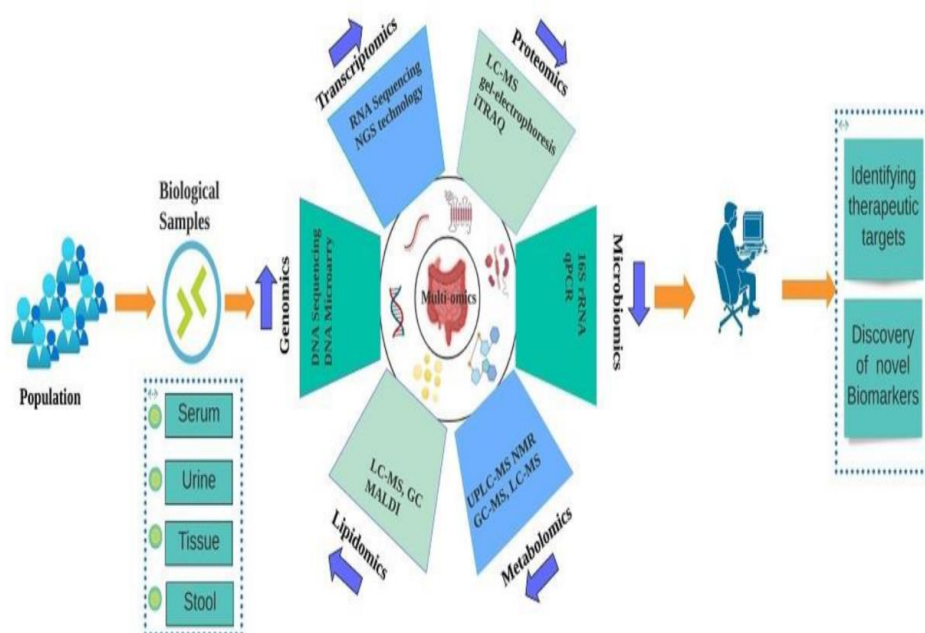 Population
Biological
Samples
Serum
Urine
Tissue
Stool
Genomics
DNA Sequencing
DNA Microarry
Transcriptomics
RNA Sequencing
NGS technology
Proteomics
LC-MS
gel-electrophoresis
iTRAQ
Microbiomics
16S rRNA
qPCR
Metabolomics
UPLC-MS NMR
GC-MS, LC-MS
Lipidomics
LC-MS, GC
MALDI
Multi-omics
Identifying
therapeutic
targets
Discovery
of novel
Biomarkers